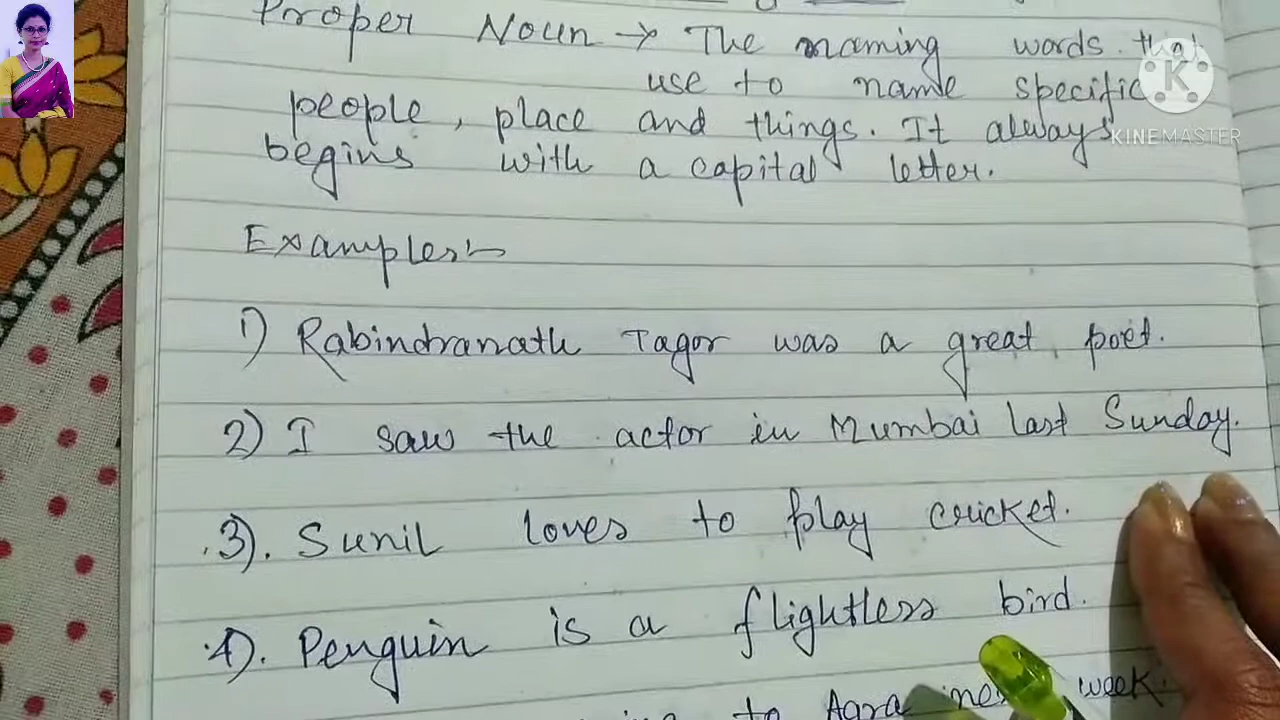 Proper Noun → The naming words that
use to name specific
people, place and things. It always
begins with a capital letter.
Examples:-
1) Rabindranath Tagor was a great poet.
2) I saw the actor in Mumbai last Sunday.
3). Sunil loves to play cricket.
4). Penguin is a flightless bird.
to Agra week.
K
KINEMASTER